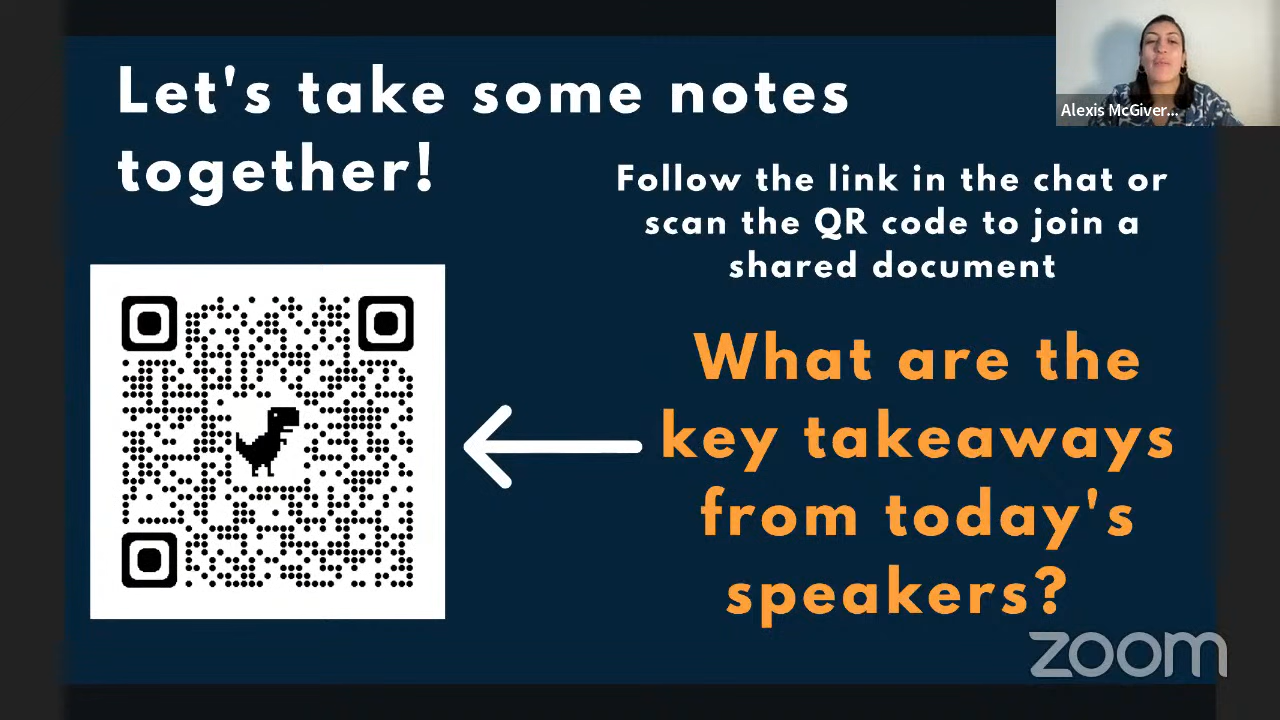 Let's take some notes
together!
Follow the link in the chat or
scan the QR code to join a
shared document
What are the
key takeaways
from today's
speakers?
Alexis McGiver...
zoom